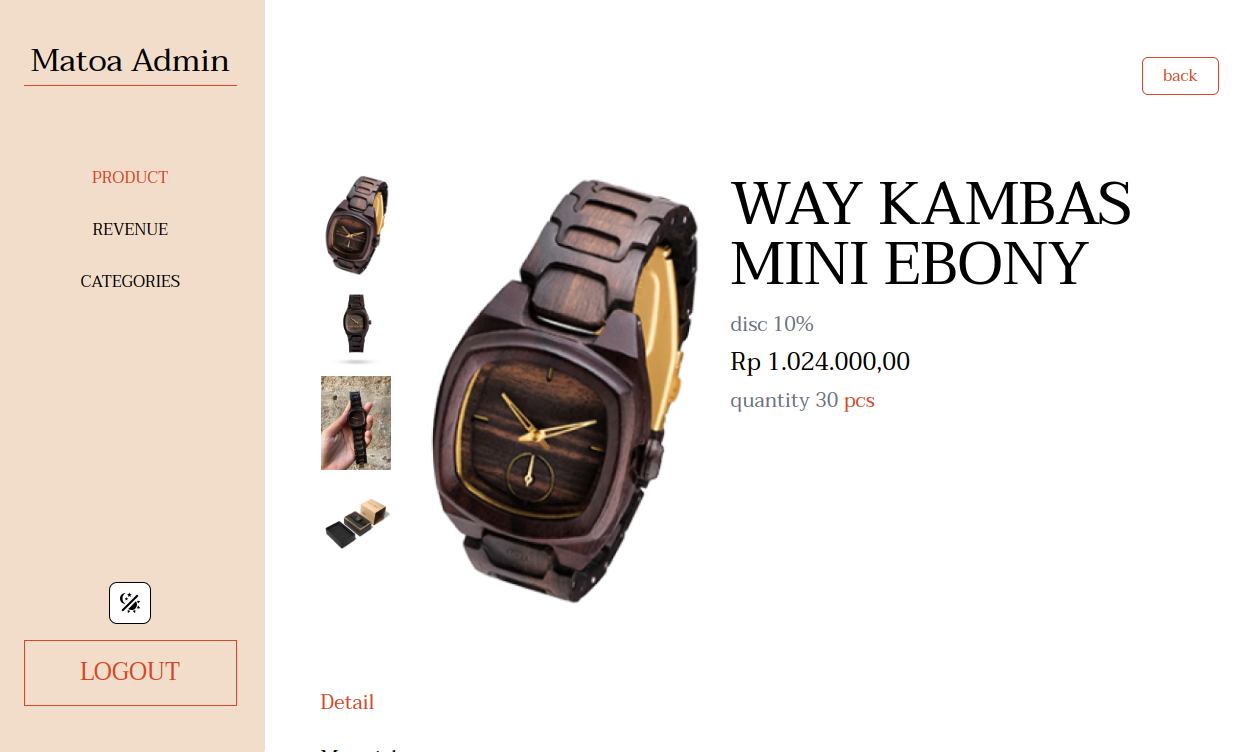 Matoa Admin
back
PRODUCT
REVENUE
CATEGORIES
WAY KAMBAS
MINI EBONY
disc 10%
Rp 1.024.000,00
quantity 30 pcs
LOGOUT
Detail